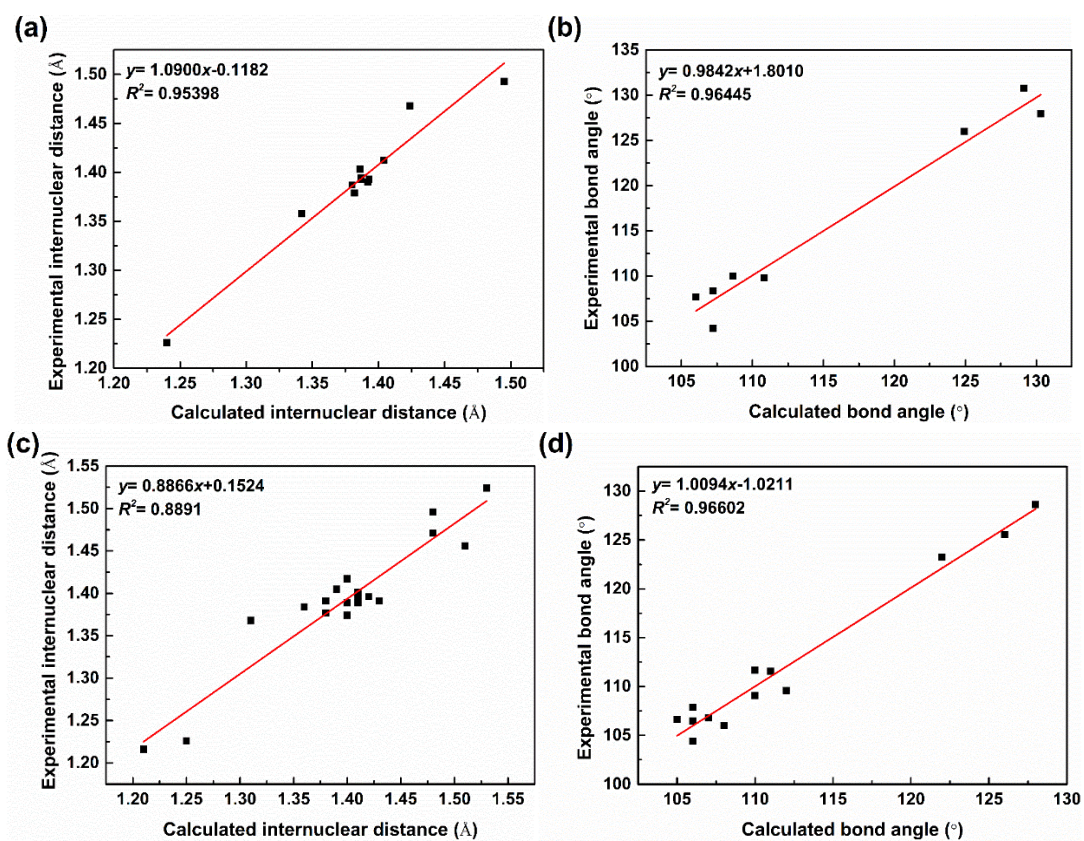 (a)
y= 1.0900x-0.1182
R²= 0.95398
Experimental internuclear distance (Å)
1.50
1.45
1.40
1.35
1.30
1.25
1.20
1.20 1.25 1.30 1.35 1.40 1.45 1.50
Calculated internuclear distance (Å)
(b)
y= 0.9842x+1.8010
R²= 0.96445
Experimental bond angle (°)
135
130
125
120
115
110
105
100
105 110 115 120 125 130
Calculated bond angle (°)
(c)
y= 0.8866x+0.1524
R²= 0.8891
Experimental internuclear distance (Å)
1.55
1.50
1.45
1.40
1.35
1.30
1.25
1.20
1.20 1.25 1.30 1.35 1.40 1.45 1.50 1.55
Calculated internuclear distance (Å)
(d)
y= 1.0094x-1.0211
R²= 0.96602
Experimental bond angle (°)
130
125
120
115
110
105
100
105 110 115 120 125 130
Calculated bond angle (°)